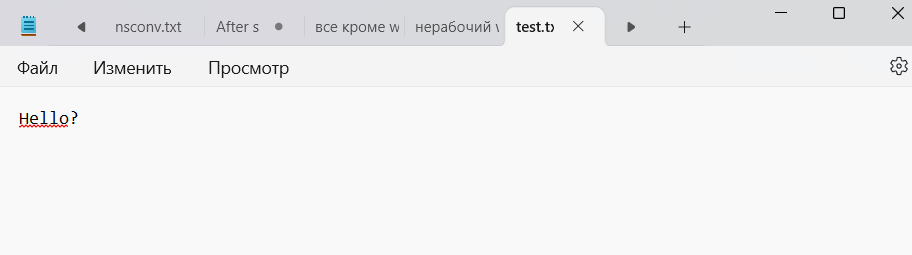 nsconv.txt After s все кроме w нерабочий test.tx
Файл Изменить Просмотр
Hello?